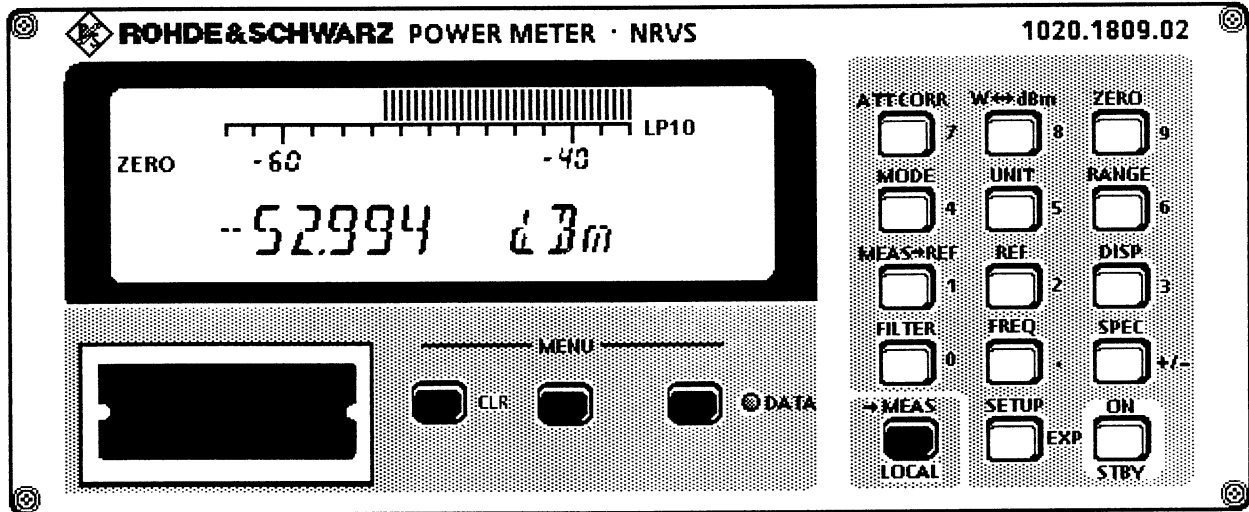 ROHDE&SCHWARZ POWER METER · NRVS 1020.1809.02
LP10
ZERO -60 -40
-52.994 dBm
ATT CORR W↔dBm ZERO
7 8 9
MODE UNIT RANGE
4 5 6
MEAS→REF REF DISP
1 2 3
FILTER FREQ SPEC
0 . +/-
MENU
CLR DATA
→MEAS SETUP ON
EXP
LOCAL STBY